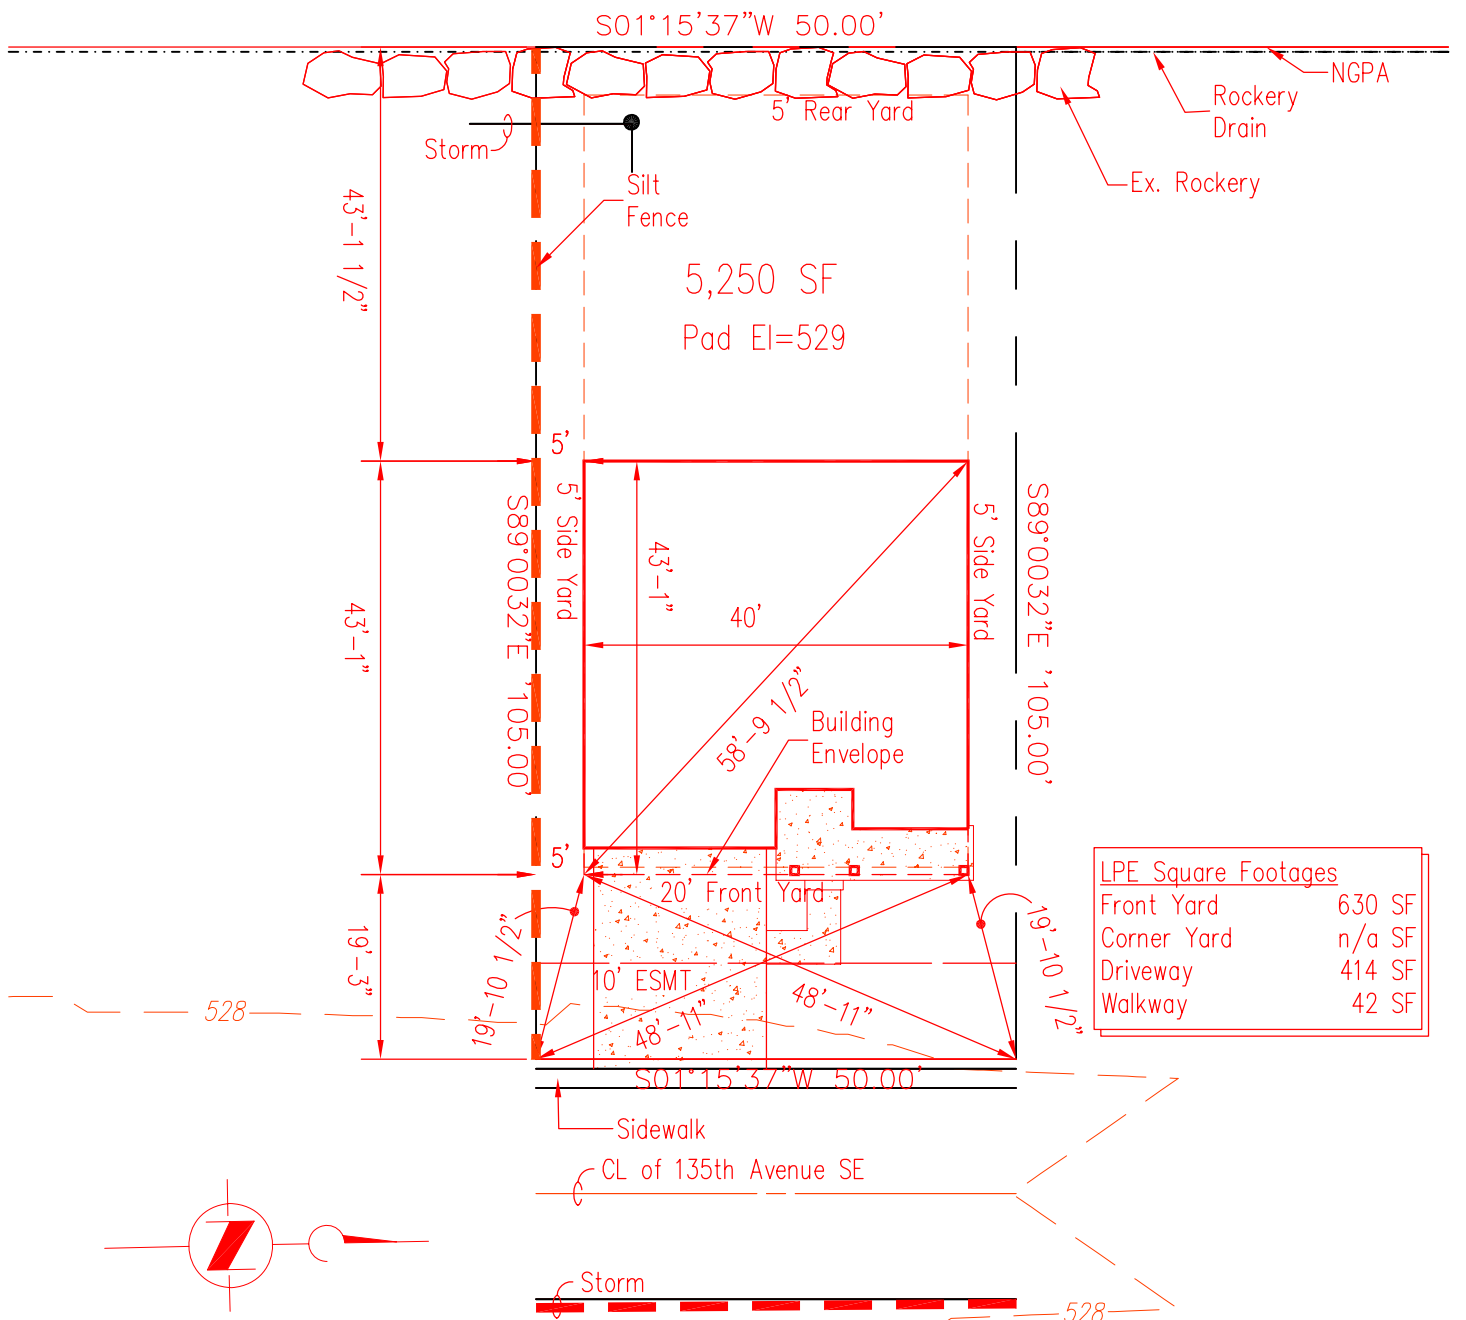 S01°15'37"W 50.00'
NGPA
Rockery
Drain
5' Rear Yard
Storm
Ex. Rockery
Silt
Fence
43'-1 1/2"
5,250 SF
Pad El=529
5'
5' Side Yard
S89°0032"E '105.00'
43'-1"
43'-1"
40'
5' Side Yard
S89°0032"E '105.00'
58'-9 1/2"
Building
Envelope
5'
20' Front Yard
19'-3"
19'-10 1/2"
19'-10 1/2"
10' ESMT
48'-11"
48'-11"
528
LPE Square Footages
Front Yard 630 SF
Corner Yard n/a SF
Driveway 414 SF
Walkway 42 SF
S01°15'37"W 50.00'
Sidewalk
CL of 135th Avenue SE
Z
Storm
528